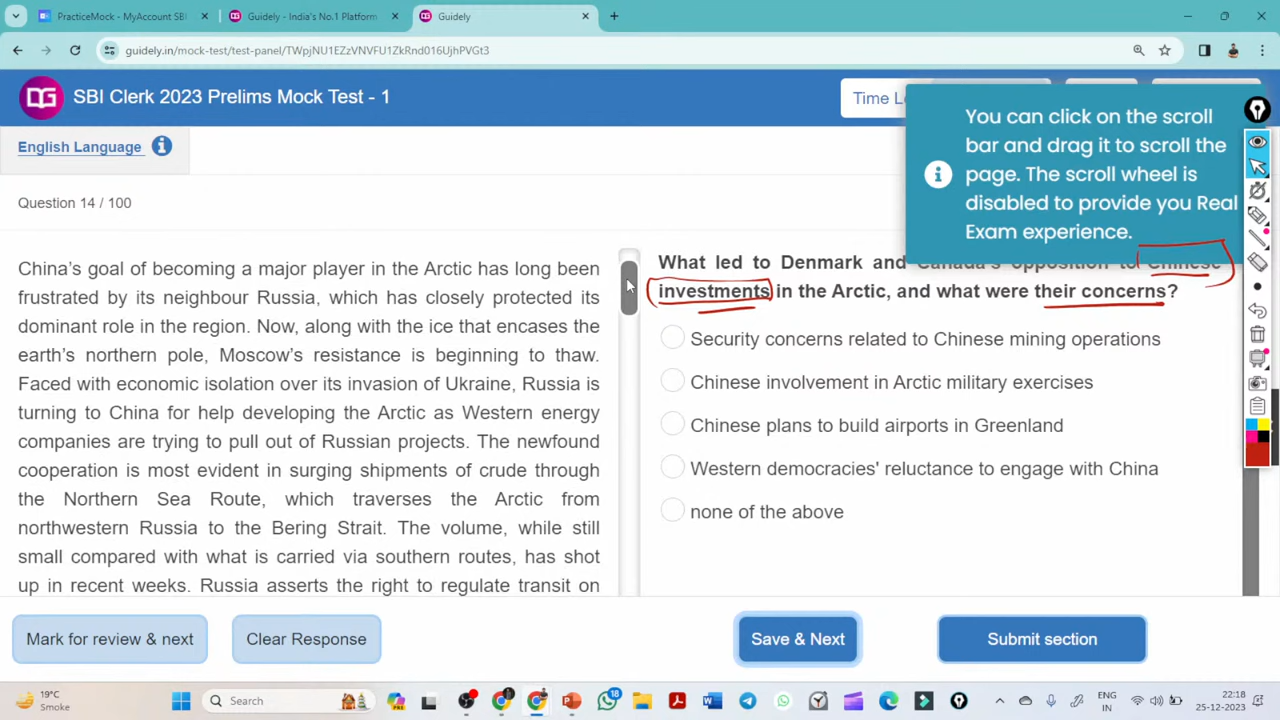 PracticeMock - MyAccount SBI
Guidely - India's No.1 Platform
Guidely
guidely.in/mock-test/test-panel/TWpjNU1EZzVNVFU1ZkRnd016UjhPVGt3
DG
SBI Clerk 2023 Prelims Mock Test - 1
Time Le
You can click on the scroll
bar and drag it to scroll the
page. The scroll wheel is
disabled to provide you Real
Exam experience.
English Language
Question 14 / 100
China's goal of becoming a major player in the Arctic has long been
frustrated by its neighbour Russia, which has closely protected its
dominant role in the region. Now, along with the ice that encases the
earth's northern pole, Moscow's resistance is beginning to thaw.
Faced with economic isolation over its invasion of Ukraine, Russia is
turning to China for help developing the Arctic as Western energy
companies are trying to pull out of Russian projects. The newfound
cooperation is most evident in surging shipments of crude through
the Northern Sea Route, which traverses the Arctic from
northwestern Russia to the Bering Strait. The volume, while still
small compared with what is carried via southern routes, has shot
up in recent weeks. Russia asserts the right to regulate transit on
What led to Denmark and Canada's opposition to Chinese
investments in the Arctic, and what were their concerns?
Security concerns related to Chinese mining operations
Chinese involvement in Arctic military exercises
Chinese plans to build airports in Greenland
Western democracies' reluctance to engage with China
none of the above
Mark for review & next
Clear Response
Save & Next
Submit section
19°C
Smoke
Search
18
ENG
IN
22:18
25-12-2023